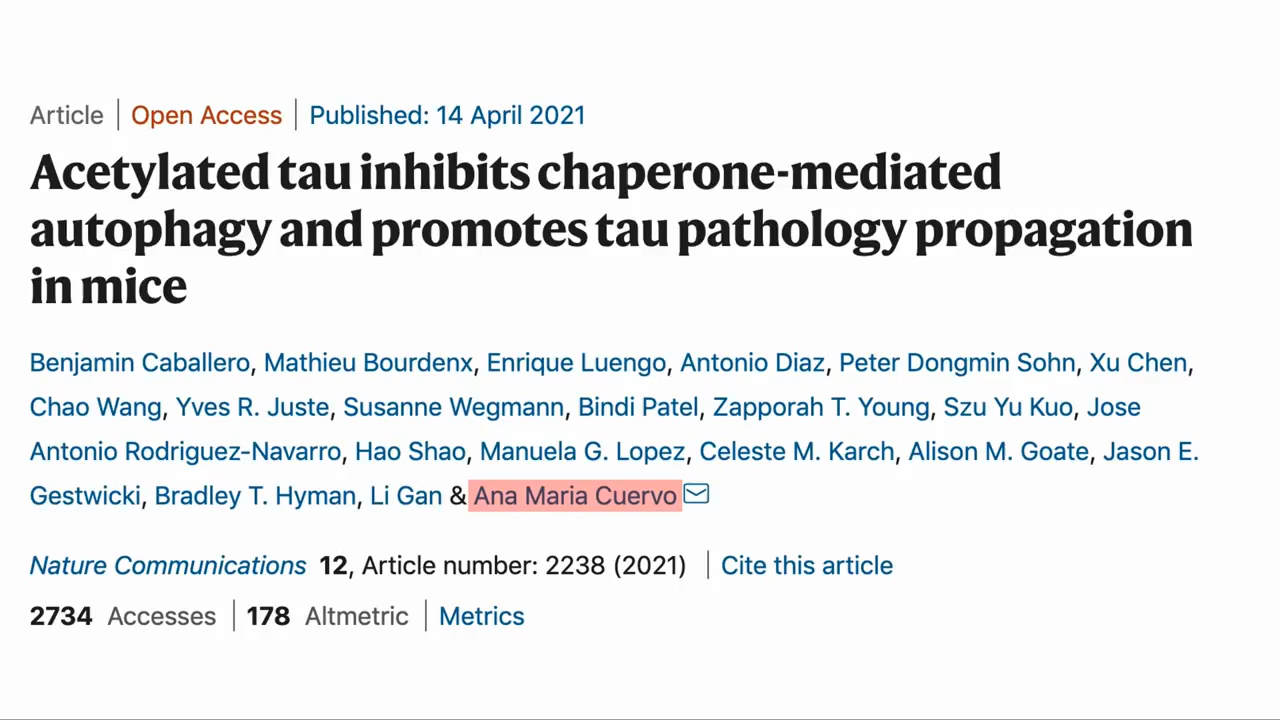 Article | Open Access | Published: 14 April 2021
Acetylated tau inhibits chaperone-mediated
autophagy and promotes tau pathology propagation
in mice
Benjamin Caballero, Mathieu Bourdenx, Enrique Luengo, Antonio Diaz, Peter Dongmin Sohn, Xu Chen,
Chao Wang, Yves R. Juste, Susanne Wegmann, Bindi Patel, Zapporah T. Young, Szu Yu Kuo, Jose
Antonio Rodriguez-Navarro, Hao Shao, Manuela G. Lopez, Celeste M. Karch, Alison M. Goate, Jason E.
Gestwicki, Bradley T. Hyman, Li Gan & Ana Maria Cuervo
Nature Communications 12, Article number: 2238 (2021) | Cite this article
2734 Accesses | 178 Altmetric | Metrics